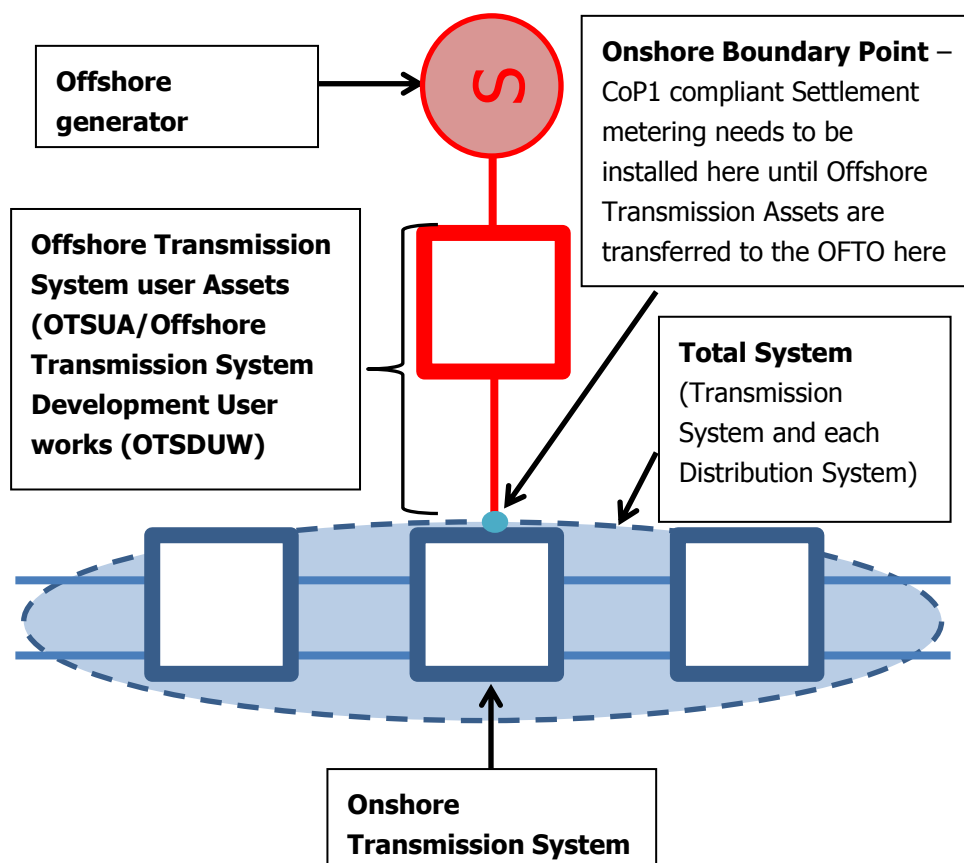 Offshore
generator
S
Onshore Boundary Point –
CoP1 compliant Settlement
metering needs to be
installed here until Offshore
Transmission Assets are
transferred to the OFTO here
Offshore Transmission
System user Assets
(OTSUA/Offshore
Transmission System
Development User
works (OTSDUW)
Total System
(Transmission
System and each
Distribution System)
Onshore
Transmission System